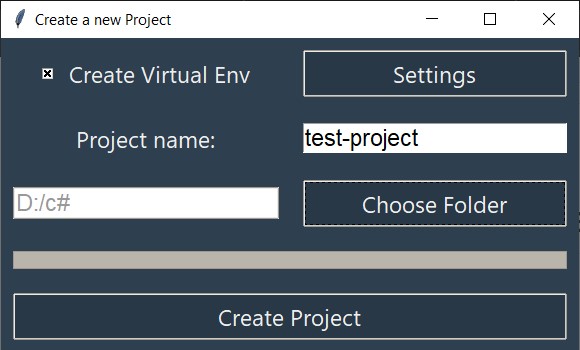 Create a new Project
Create Virtual Env
Settings
Project name:
test-project
D:/c#
Choose Folder
Create Project